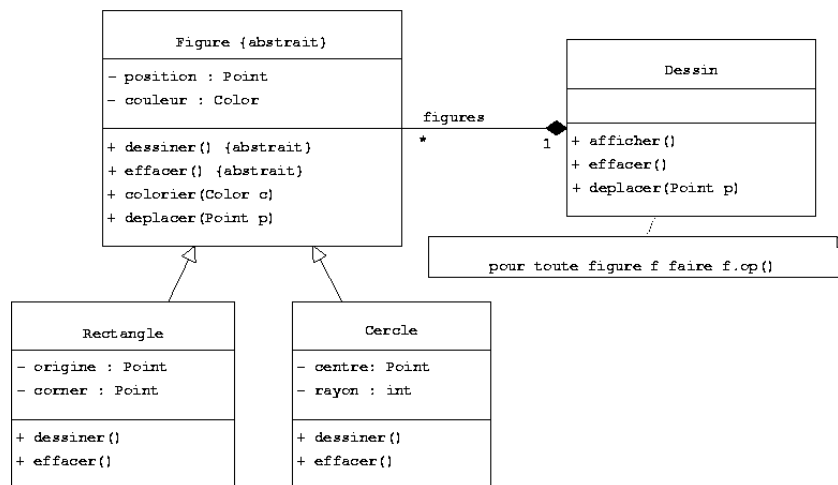 Figure {abstrait}
- position : Point
- couleur : Color
+ dessiner() {abstrait}
+ effacer() {abstrait}
+ colorier(Color c)
+ deplacer(Point p)
figures
*
1
Dessin
+ afficher()
+ effacer()
+ deplacer(Point p)
pour toute figure f faire f.op()
Rectangle
- origine : Point
- corner : Point
+ dessiner()
+ effacer()
Cercle
- centre: Point
- rayon : int
+ dessiner()
+ effacer()